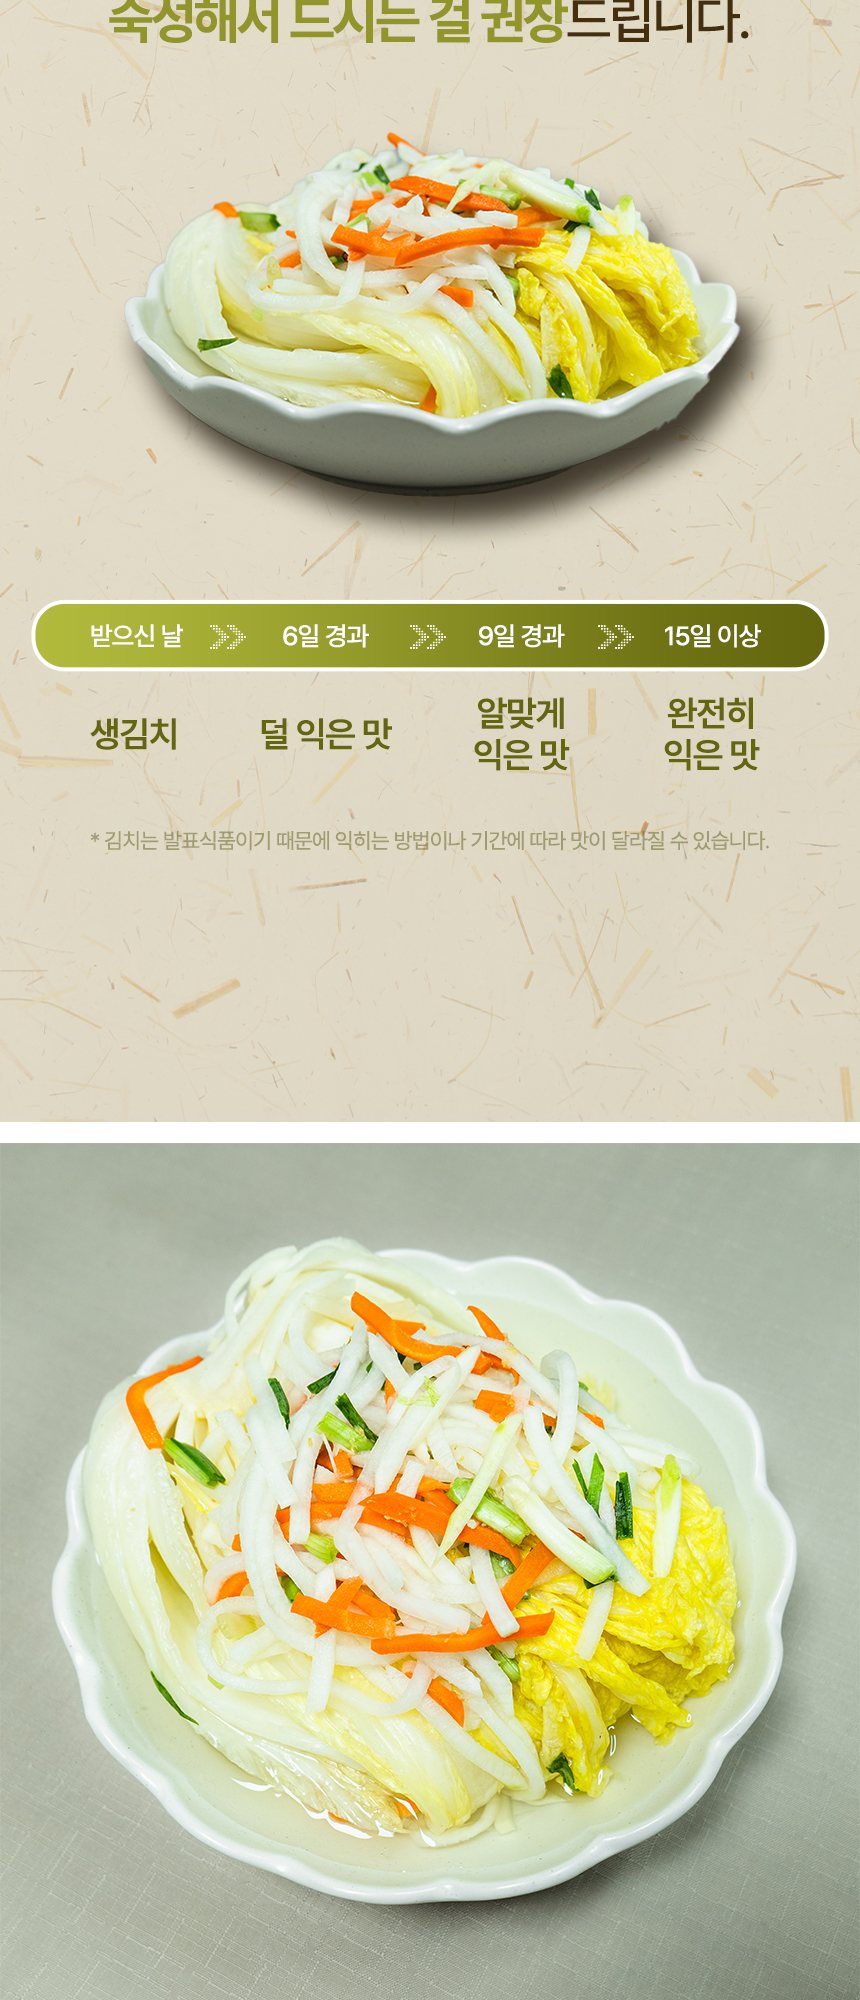 숙성해서 드시는 걸 권장드립니다.
받으신 날
6일 경과
9일 경과
15일 이상
생김치
덜 익은 맛
알맞게
익은 맛
완전히
익은 맛
* 김치는 발표식품이기 때문에 익히는 방법이나 기간에 따라 맛이 달라질 수 있습니다.